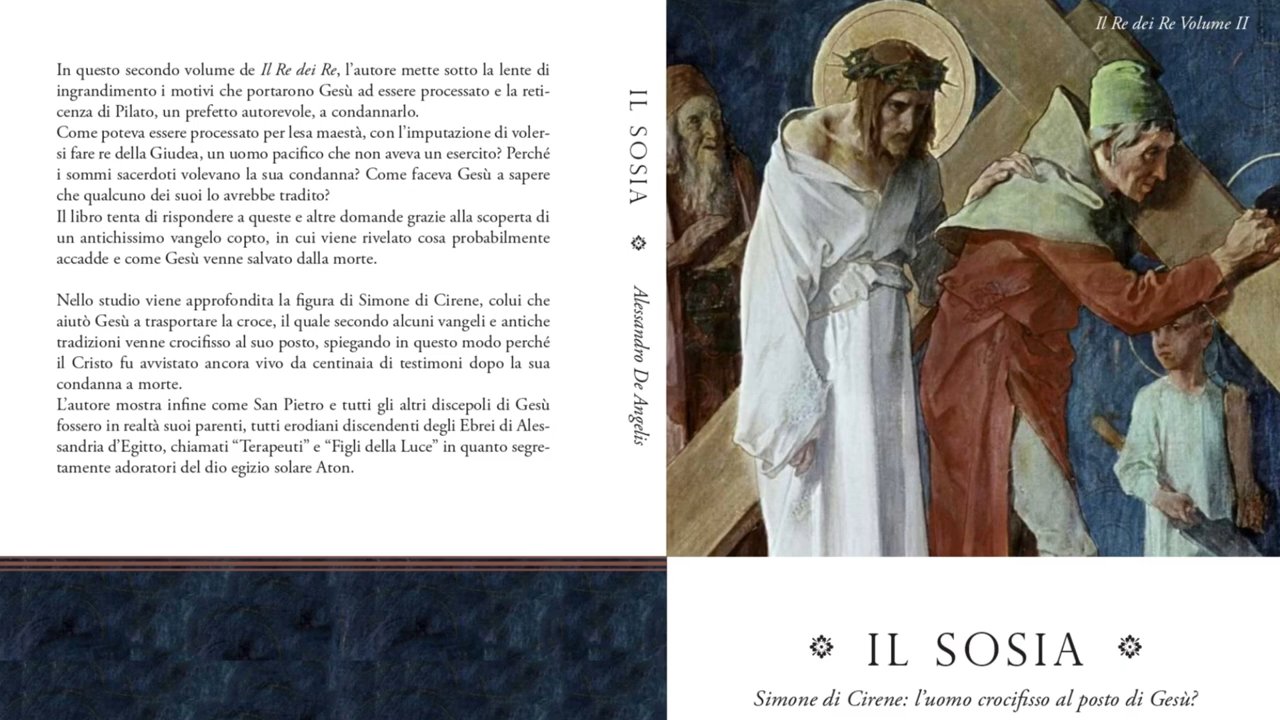 In questo secondo volume de Il Re dei Re, l'autore mette sotto la lente di
ingrandimento i motivi che portarono Gesù ad essere processato e la reti-
cenza di Pilato, un prefetto autorevole, a condannarlo.
Come poteva essere processato per lesa maestà, con l'imputazione di voler-
si fare re della Giudea, un uomo pacifico che non aveva un esercito? Perché
i sommi sacerdoti volevano la sua condanna? Come faceva Gesù a sapere
che qualcuno dei suoi lo avrebbe tradito?
Il libro tenta di rispondere a queste e altre domande grazie alla scoperta di
un antichissimo vangelo copto, in cui viene rivelato cosa probabilmente
accadde e come Gesù venne salvato dalla morte.
Nello studio viene approfondita la figura di Simone di Cirene, colui che
aiutò Gesù a trasportare la croce, il quale secondo alcuni vangeli e antiche
tradizioni venne crocifisso al suo posto, spiegando in questo modo perché
il Cristo fu avvistato ancora vivo da centinaia di testimoni dopo la sua
condanna a morte.
L'autore mostra infine come San Pietro e tutti gli altri discepoli di Gesù
fossero in realtà suoi parenti, tutti erodiani discendenti degli Ebrei di Ales-
sandria d'Egitto, chiamati “Terapeuti” e “Figli della Luce” in quanto segre-
tamente adoratori del dio egizio solare Aton.
IL SOSIA
Alessandro De Angelis
Il Re dei Re Volume II
IL SOSIA
Simone di Cirene: l'uomo crocifisso al posto di Gesù?